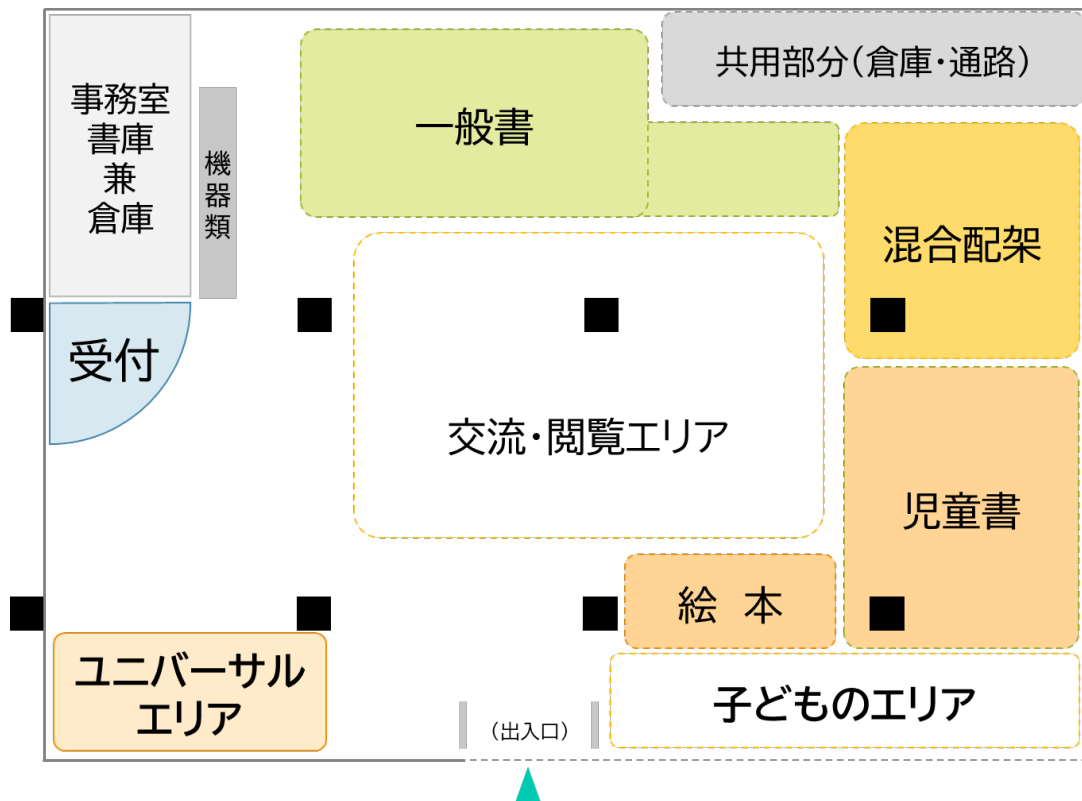 共用部分（倉庫・通路）
事務室
書庫
兼
倉庫
機
器
類
一般書
混合配架
受付
交流・閲覧エリア
児童書
絵　本
ユニバーサル
エリア
子どものエリア
（出入口）